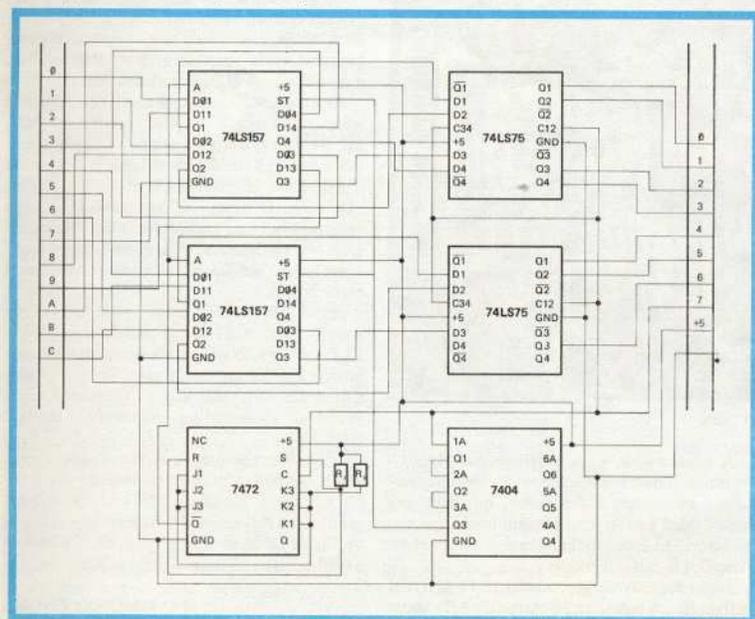 0
1
2
3
4
5
6
7
8
9
A
B
C
A
DØ1
D11
Q1
DØ2
D12
Q2
GND
74LS157
+5
ST
DØ4
D14
Q4
DØ3
D13
Q3
Q̅1
D1
D2
C34
+5
D3
D4
Q̅4
74LS75
Q1
Q2
Q̅2
C12
GND
Q̅3
Q3
Q4
A
DØ1
D11
Q1
DØ2
D12
Q2
GND
74LS157
+5
ST
DØ4
D14
Q4
DØ3
D13
Q3
Q̅1
D1
D2
C34
+5
D3
D4
Q̅4
74LS75
Q1
Q2
Q̅2
C12
GND
Q̅3
Q3
Q4
NC
R
J1
J2
J3
Q̅
GND
7472
+5
S
C
K3
K2
K1
Q
R
R
1A
Q1
2A
Q2
3A
Q3
GND
7404
+5
6A
Q6
5A
Q5
4A
Q4
0
1
2
3
4
5
6
7
+5